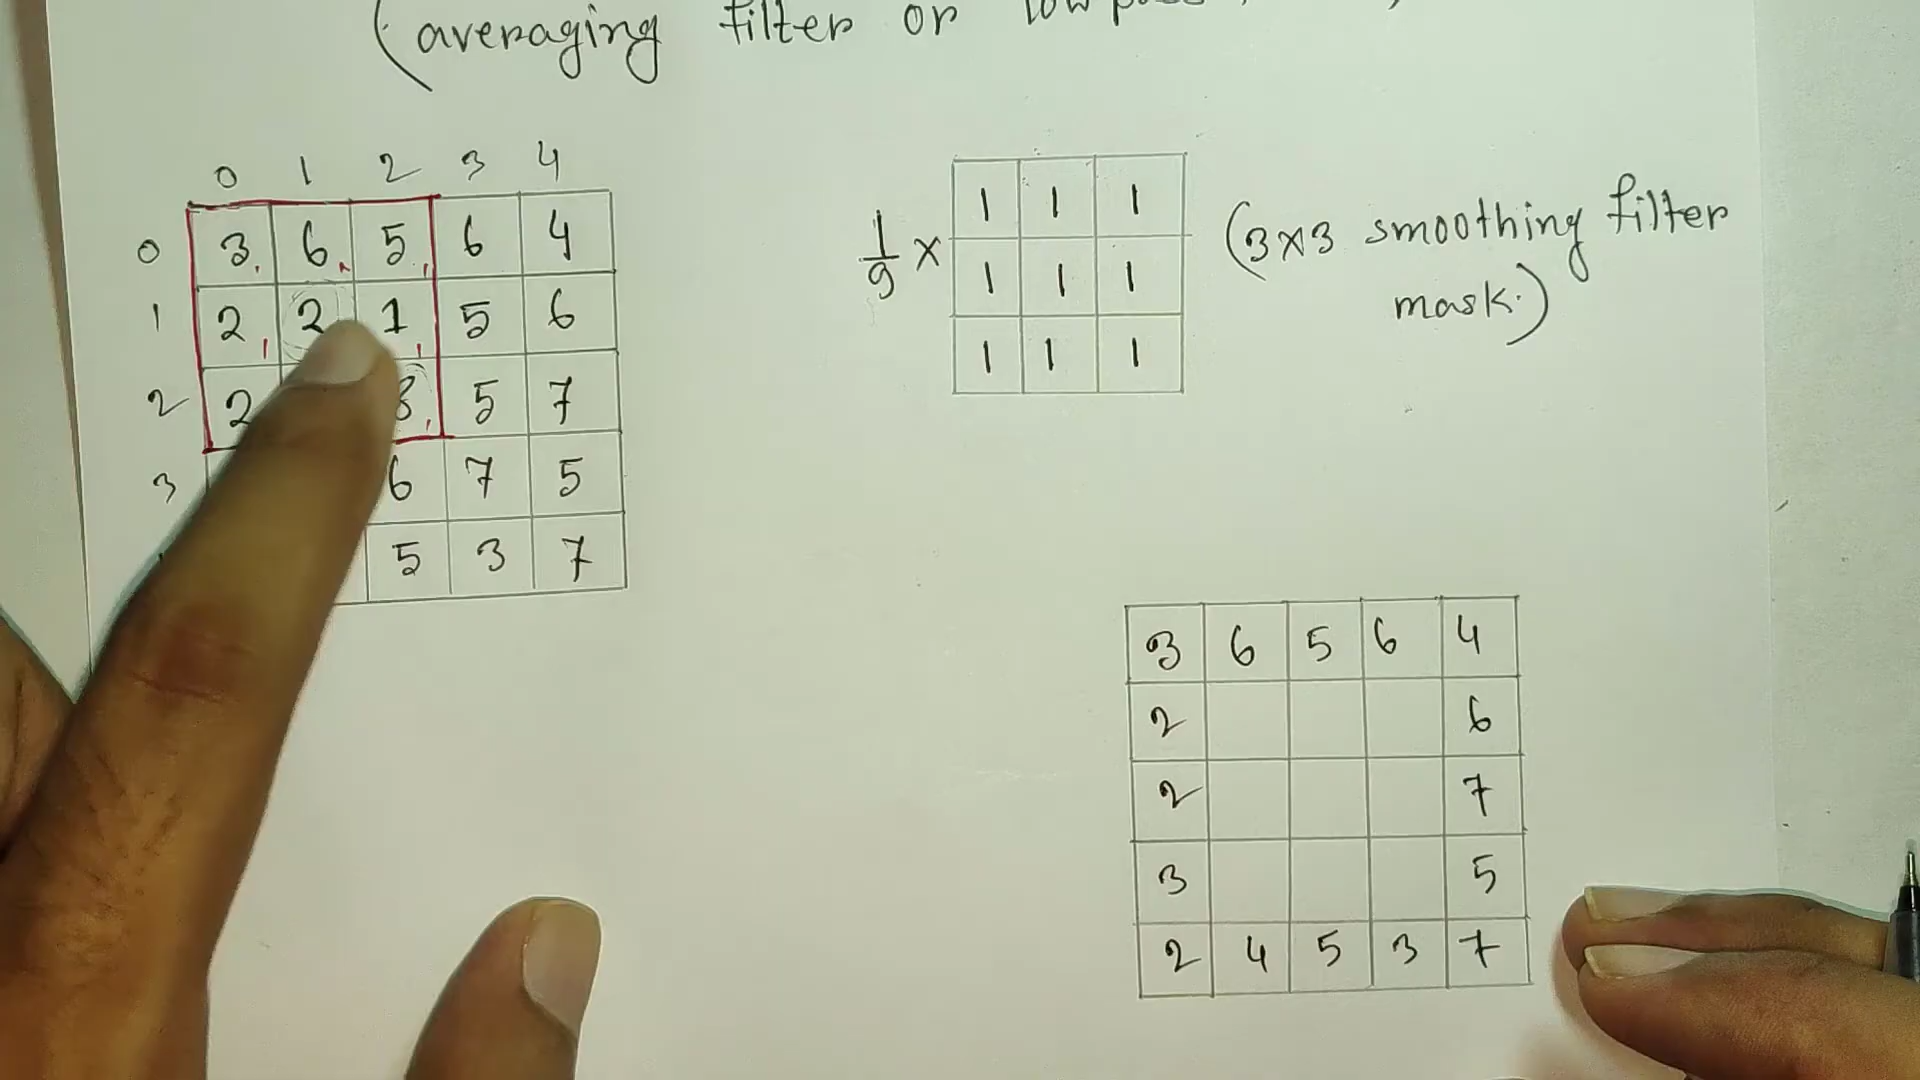 (averaging filter or low
0 1 2 3 4
0 3 6 5 6 4
1 2 2 1 5 6
2 2 8 5 7
3 6 7 5
5 3 7
1/9 ×
1 1 1
1 1 1
1 1 1
(3×3 smoothing filter
mask.)
3 6 5 6 4
2 6
2 7
3 5
2 4 5 3 7